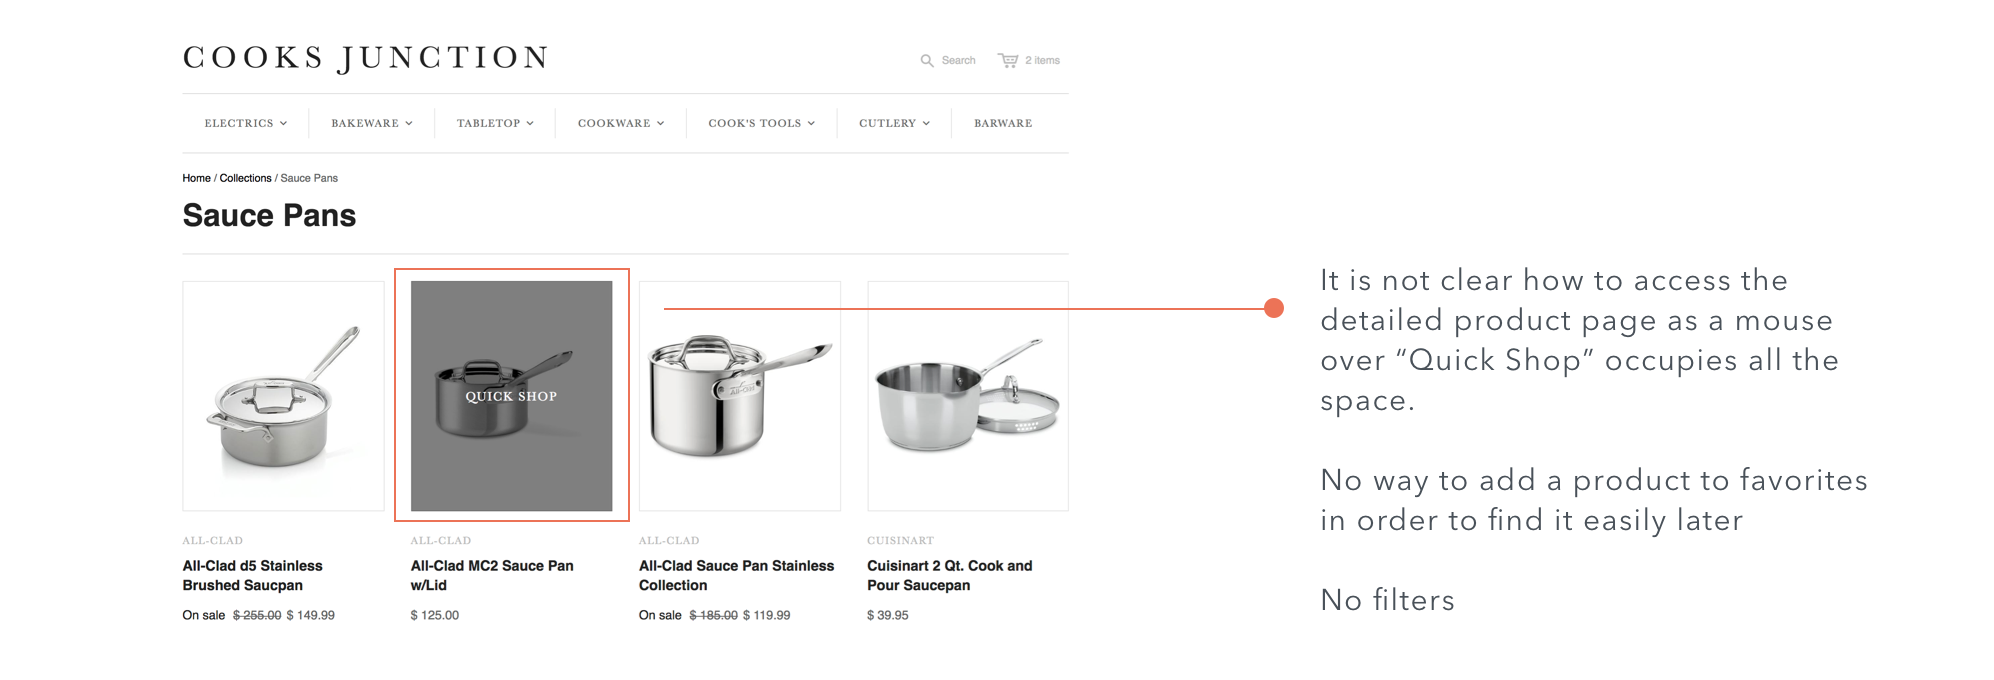 COOKS JUNCTION
Search
2 items
ELECTRICS
BAKEWARE
TABLETOP
COOKWARE
COOK'S TOOLS
CUTLERY
BARWARE
Home / Collections / Sauce Pans
Sauce Pans
QUICK SHOP
ALL-CLAD
All-Clad d5 Stainless
Brushed Saucpan
On sale $ 255.00 $ 149.99
ALL-CLAD
All-Clad MC2 Sauce Pan
w/Lid
$ 125.00
ALL-CLAD
All-Clad Sauce Pan Stainless
Collection
On sale $ 185.00 $ 119.99
CUISINART
Cuisinart 2 Qt. Cook and
Pour Saucepan
$ 39.95
It is not clear how to access the
detailed product page as a mouse
over “Quick Shop” occupies all the
space.
No way to add a product to favorites
in order to find it easily later
No filters